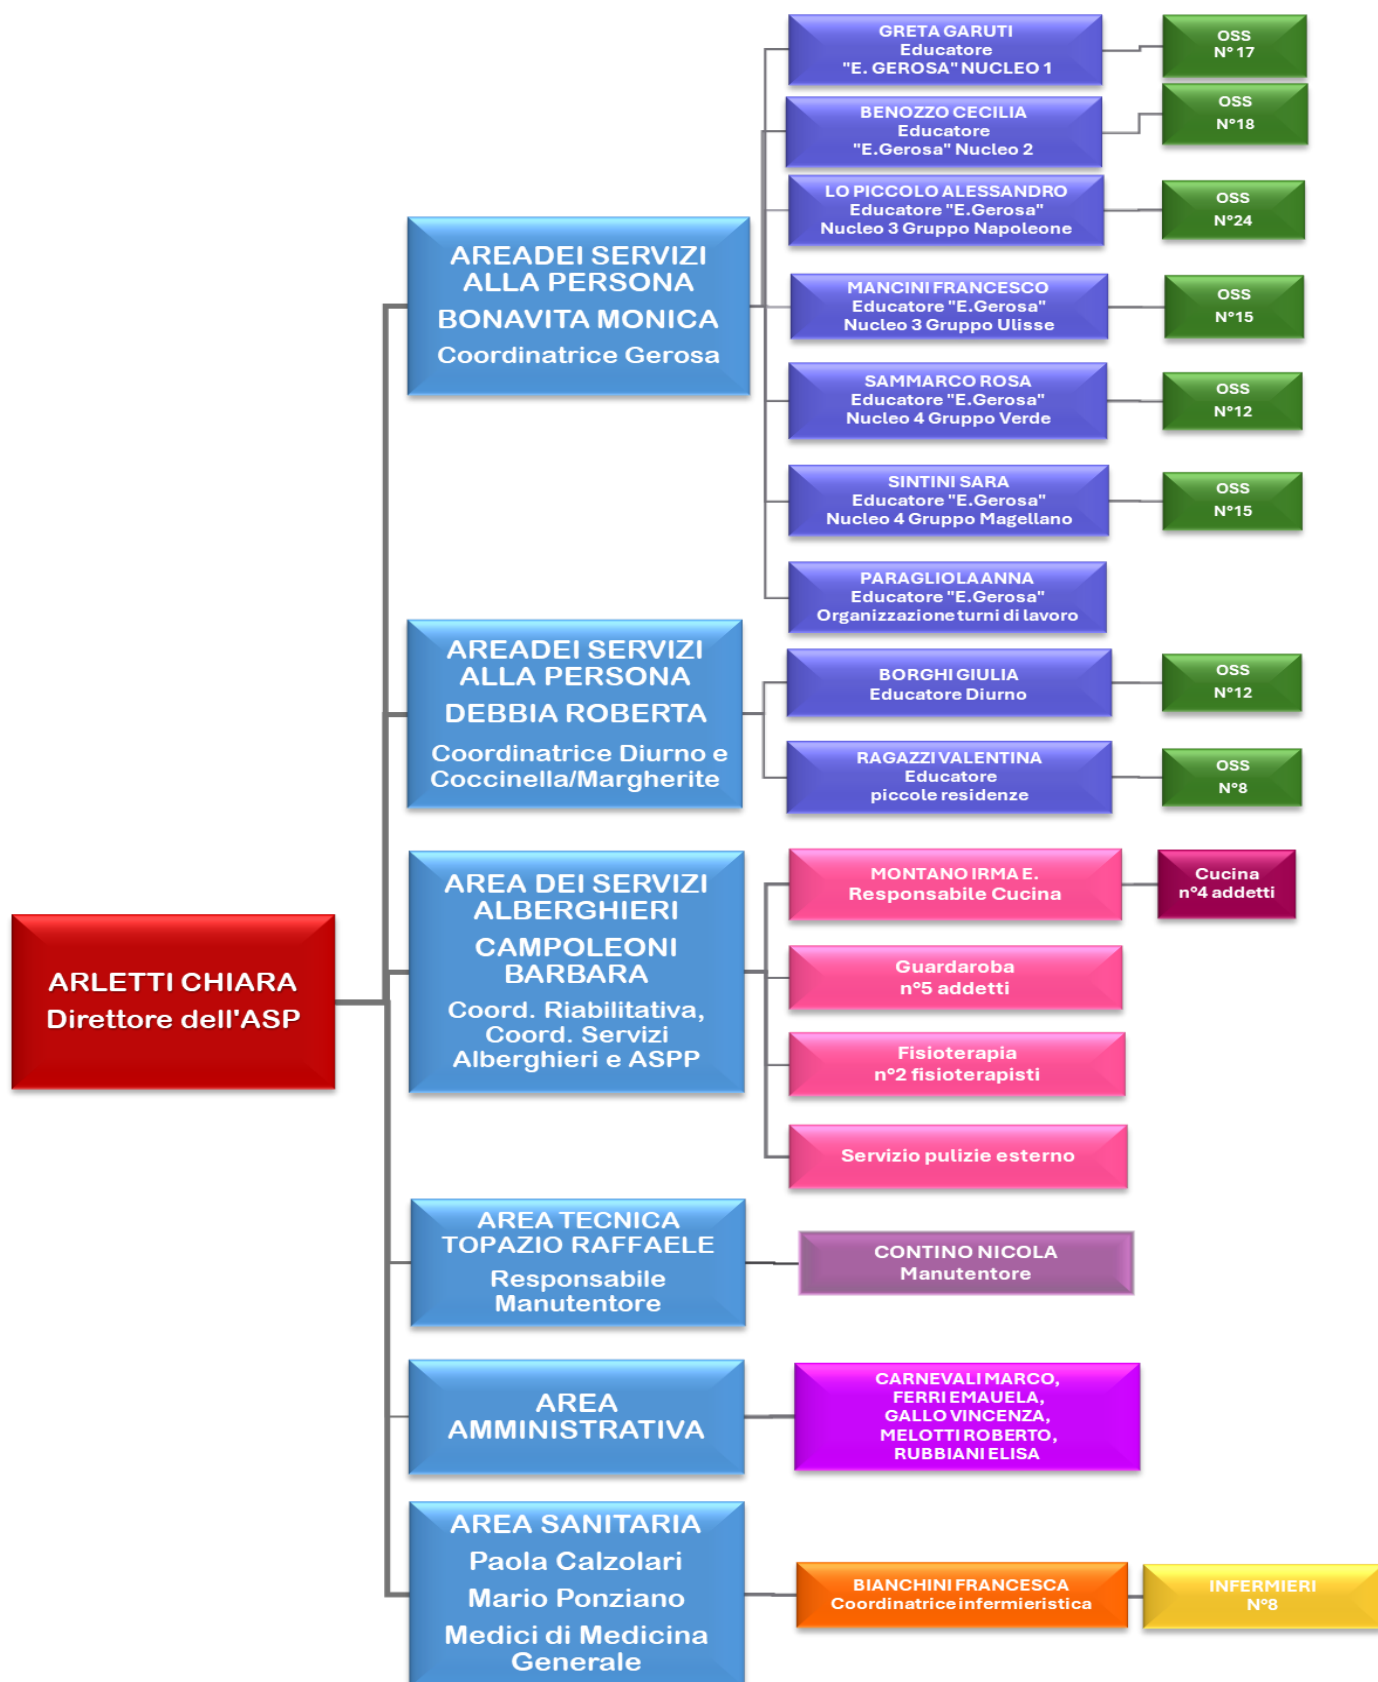 ARLETTI CHIARA
Direttore dell'ASP
AREADEI SERVIZI
ALLA PERSONA
BONAVITA MONICA
Coordinatrice Gerosa
GRETA GARUTI
Educatore
"E. GEROSA" NUCLEO 1
OSS
N° 17
BENOZZO CECILIA
Educatore
"E.Gerosa" Nucleo 2
OSS
N°18
LO PICCOLO ALESSANDRO
Educatore "E.Gerosa"
Nucleo 3 Gruppo Napoleone
OSS
N°24
MANCINI FRANCESCO
Educatore "E.Gerosa"
Nucleo 3 Gruppo Ulisse
OSS
N°15
SAMMARCO ROSA
Educatore "E.Gerosa"
Nucleo 4 Gruppo Verde
OSS
N°12
SINTINI SARA
Educatore "E.Gerosa"
Nucleo 4 Gruppo Magellano
OSS
N°15
PARAGLIOLA ANNA
Educatore "E.Gerosa"
Organizzazione turni di lavoro
AREADEI SERVIZI
ALLA PERSONA
DEBBIA ROBERTA
Coordinatrice Diurno e
Coccinella/Margherite
BORGHI GIULIA
Educatore Diurno
OSS
N°12
RAGAZZI VALENTINA
Educatore
piccole residenze
OSS
N°8
AREA DEI SERVIZI
ALBERGHIERI
CAMPOLEONI
BARBARA
Coord. Riabilitativa,
Coord. Servizi
Alberghieri e ASPP
MONTANO IRMA E.
Responsabile Cucina
Cucina
n°4 addetti
Guardaroba
n°5 addetti
Fisioterapia
n°2 fisioterapisti
Servizio pulizie esterno
AREA TECNICA
TOPAZIO RAFFAELE
Responsabile
Manutentore
CONTINO NICOLA
Manutentore
AREA
AMMINISTRATIVA
CARNEVALI MARCO,
FERRI EMAUELA,
GALLO VINCENZA,
MELOTTI ROBERTO,
RUBBIANI ELISA
AREA SANITARIA
Paola Calzolari
Mario Ponziano
Medici di Medicina
Generale
BIANCHINI FRANCESCA
Coordinatrice infermieristica
INFERMIERI
N°8